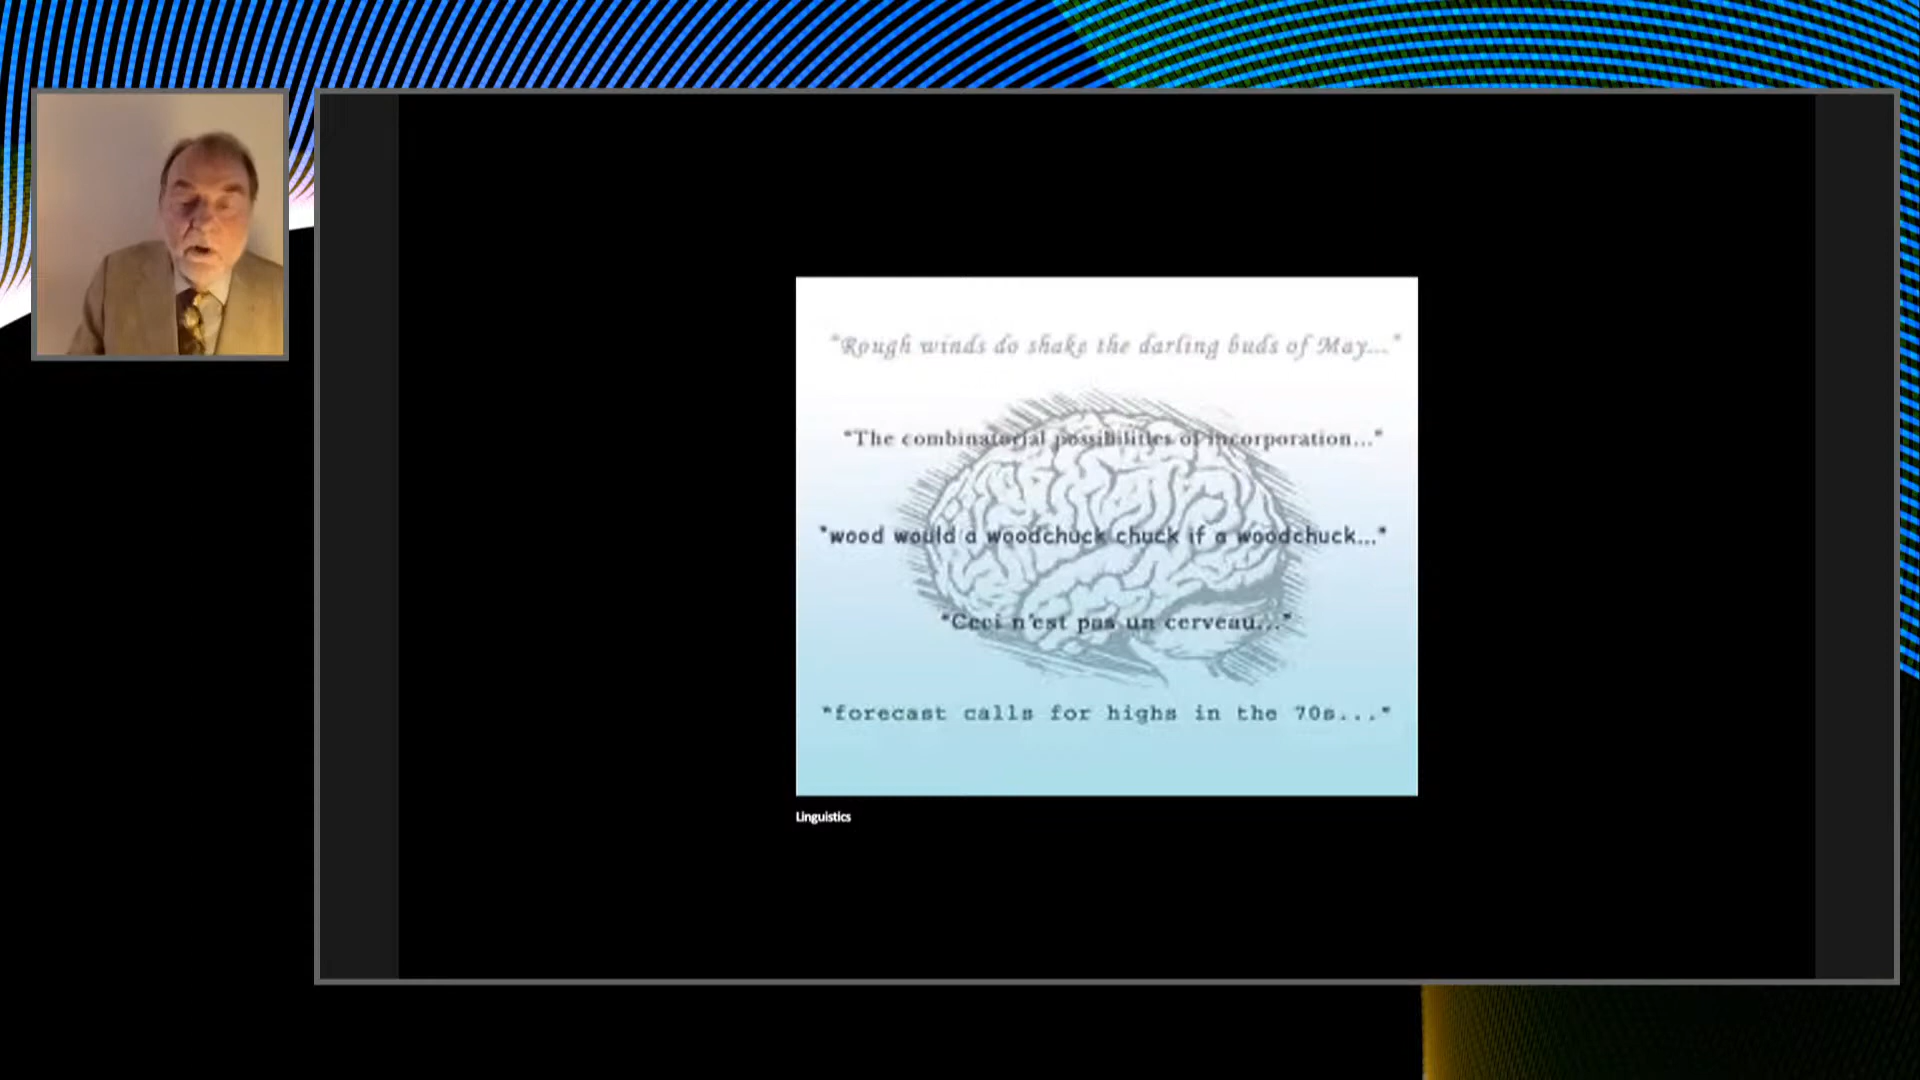 "Rough winds do shake the darling buds of May..."
"The combinatorial possibilities of incorporation..."
"wood would a woodchuck chuck if a woodchuck..."
"Ceci n'est pas un cerveau..."
"forecast calls for highs in the 70s..."
Linguistics